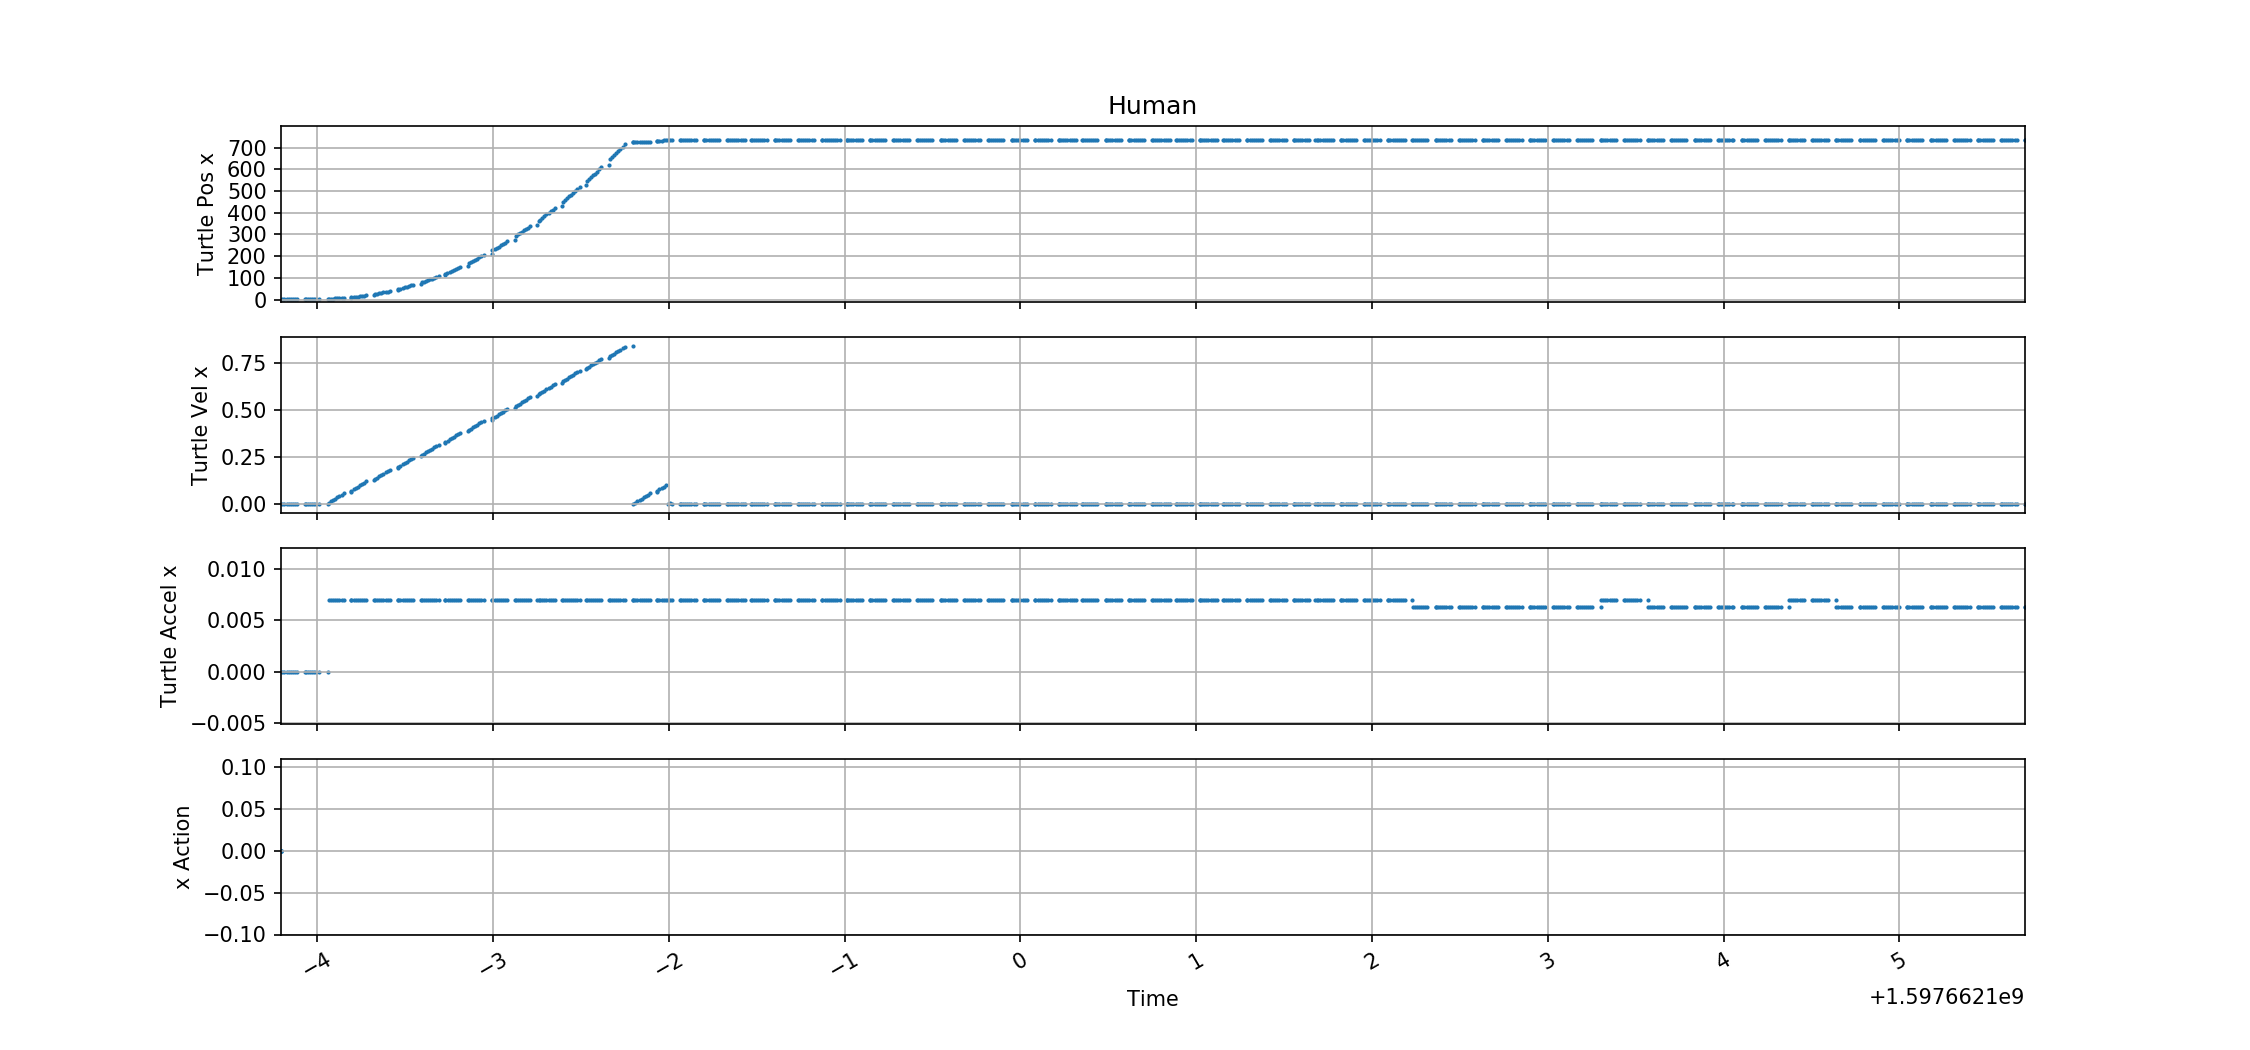 Human
700
600
500
400
300
200
100
0
Turtle Pos x
0.75
0.50
0.25
0.00
Turtle Vel x
0.010
0.005
0.000
−0.005
Turtle Accel x
0.10
0.05
0.00
−0.05
−0.10
x Action
−4 −3 −2 −1 0 1 2 3 4 5
Time
+1.5976621e9